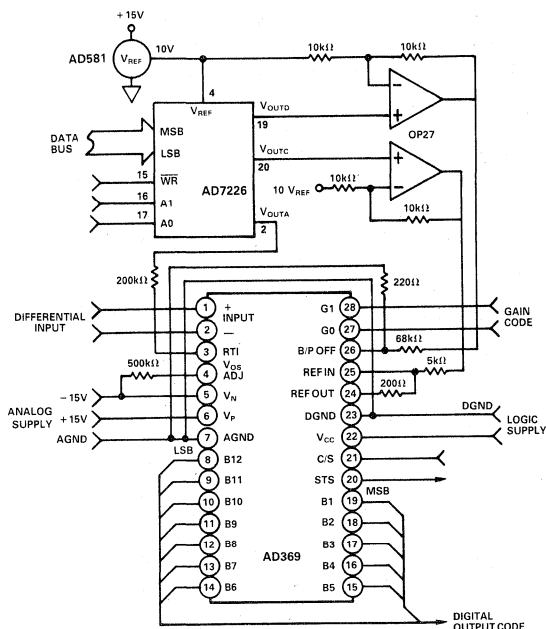 +15V
AD581
VREF
10V
10kΩ
10kΩ
4
VREF
VOUTD
19
OP27
DATA
BUS
MSB
LSB
VOUTC
20
15
WR
AD7226
10 VREF
10kΩ
16
A1
VOUTA
10kΩ
17
A0
2
200kΩ
220Ω
DIFFERENTIAL
INPUT
1
+
INPUT
G1
28
GAIN
CODE
2
−
G0
27
3
RTI
B/P OFF
26
68kΩ
500kΩ
4
VOS
ADJ
REF IN
25
5kΩ
−15V
5
VN
REF OUT
24
200Ω
ANALOG
SUPPLY
+15V
6
VP
DGND
23
DGND
LOGIC
SUPPLY
AGND
7
AGND
VCC
22
LSB
8
B12
C/S
21
9
B11
STS
20
MSB
10
B10
B1
19
11
B9
B2
18
12
B8
B3
17
13
B7
B4
16
14
B6
B5
15
AD369
DIGITAL
OUTPUT CODE